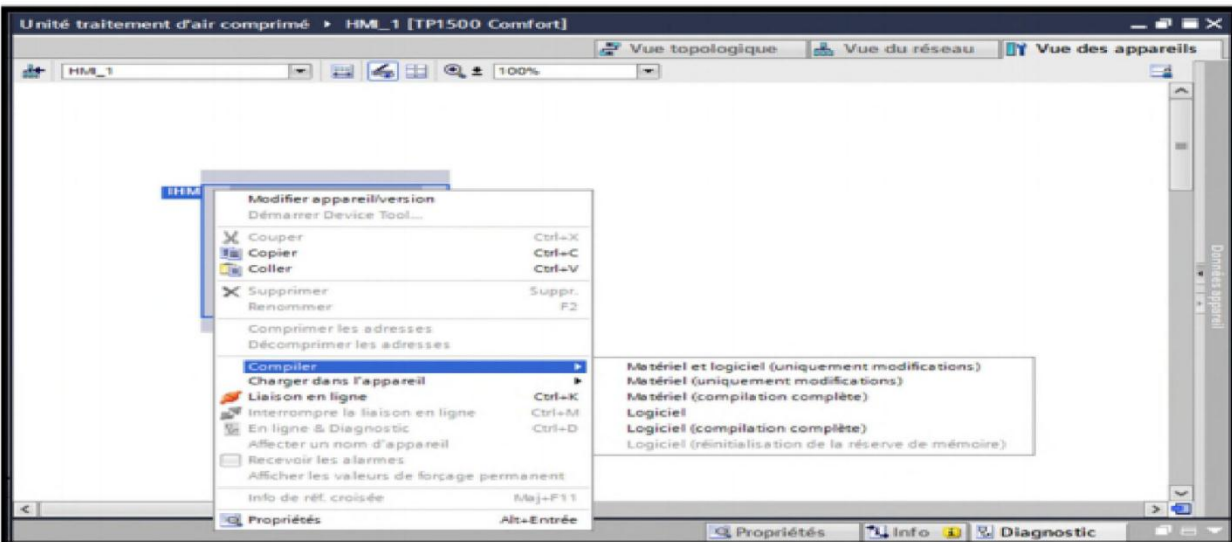 Unité traitement d'air comprimé ▸ HMI_1 [TP1500 Comfort]
Vue topologique Vue du réseau Vue des appareils
HMI_1 100%
IHM
Modifier appareil/version
Démarrer Device Tool...
Couper Ctrl+X
Copier Ctrl+C
Coller Ctrl+V
Supprimer Suppr.
Renommer F2
Comprimer les adresses
Décomprimer les adresses
Compiler
Charger dans l'appareil
Liaison en ligne Ctrl+K
Interrompre la liaison en ligne Ctrl+M
En ligne & Diagnostic Ctrl+D
Affecter un nom d'appareil
Recevoir les alarmes
Afficher les valeurs de forçage permanent
Info de réf. croisée Maj+F11
Propriétés Alt+Entrée
Matériel et logiciel (uniquement modifications)
Matériel (uniquement modifications)
Matériel (compilation complète)
Logiciel
Logiciel (compilation complète)
Logiciel (réinitialisation de la réserve de mémoire)
Données appareil
Propriétés Info Diagnostic